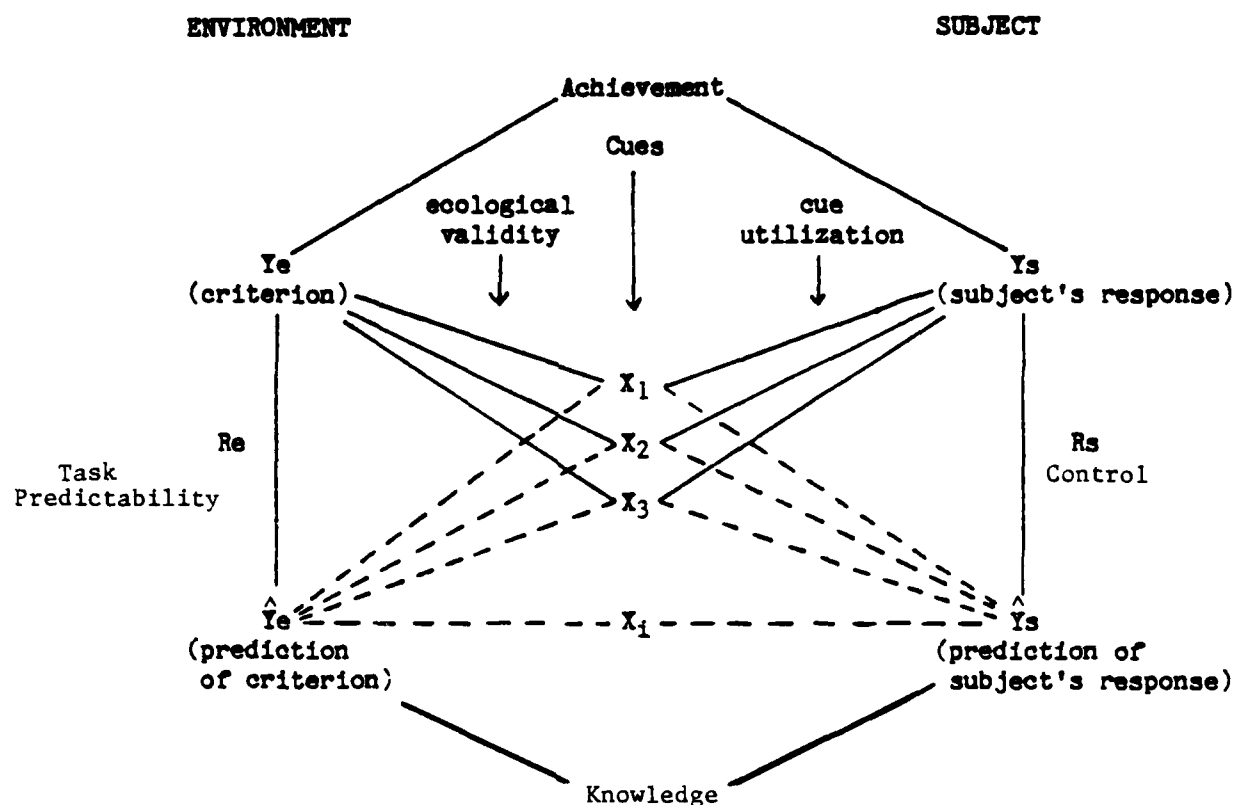 ENVIRONMENT SUBJECT
Achievement
Cues
ecological
validity
cue
utilization
Ye
(criterion)
Ys
(subject's response)
X1
X2
X3
Re
Task
Predictability
Rs
Control
Ŷe
(prediction
of criterion)
Xi
Ŷs
(prediction of
subject's response)
Knowledge